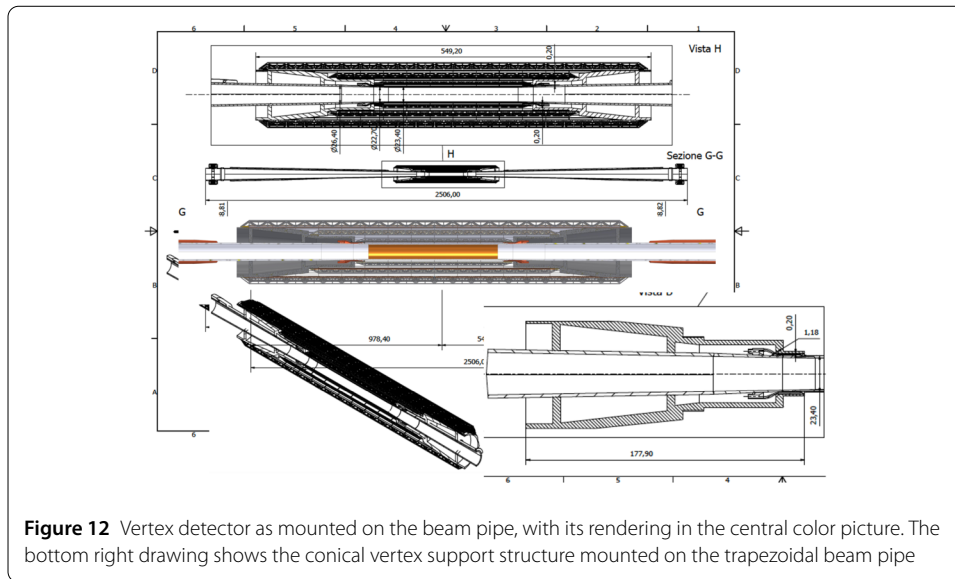 6 5 4 3 2 1
549,20
0,20
Vista H
D D
Ø26,40
Ø22,70
Ø23,40
0,20
H
Sezione G-G
C C
2506,00
G G
8,81
8,82
B B
Vista D
978,40
54
2506,0
0,20
1,18
A
23,40
177,90
6
6 5 4
Figure 12 Vertex detector as mounted on the beam pipe, with its rendering in the central color picture. The
bottom right drawing shows the conical vertex support structure mounted on the trapezoidal beam pipe